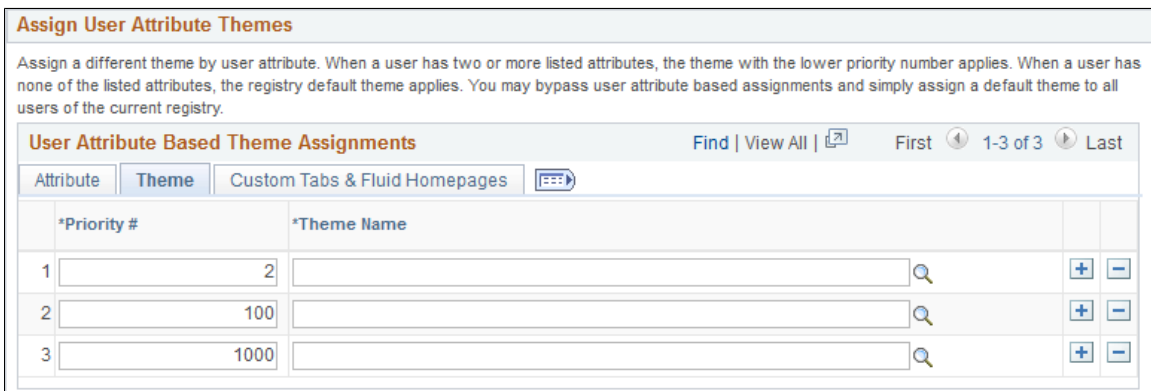 Assign User Attribute Themes
Assign a different theme by user attribute. When a user has two or more listed attributes, the theme with the lower priority number applies. When a user has
none of the listed attributes, the registry default theme applies. You may bypass user attribute based assignments and simply assign a default theme to all
users of the current registry.
User Attribute Based Theme Assignments Find | View All | First 1-3 of 3 Last
Attribute Theme Custom Tabs & Fluid Homepages
*Priority # *Theme Name
1 2
2 100
3 1000